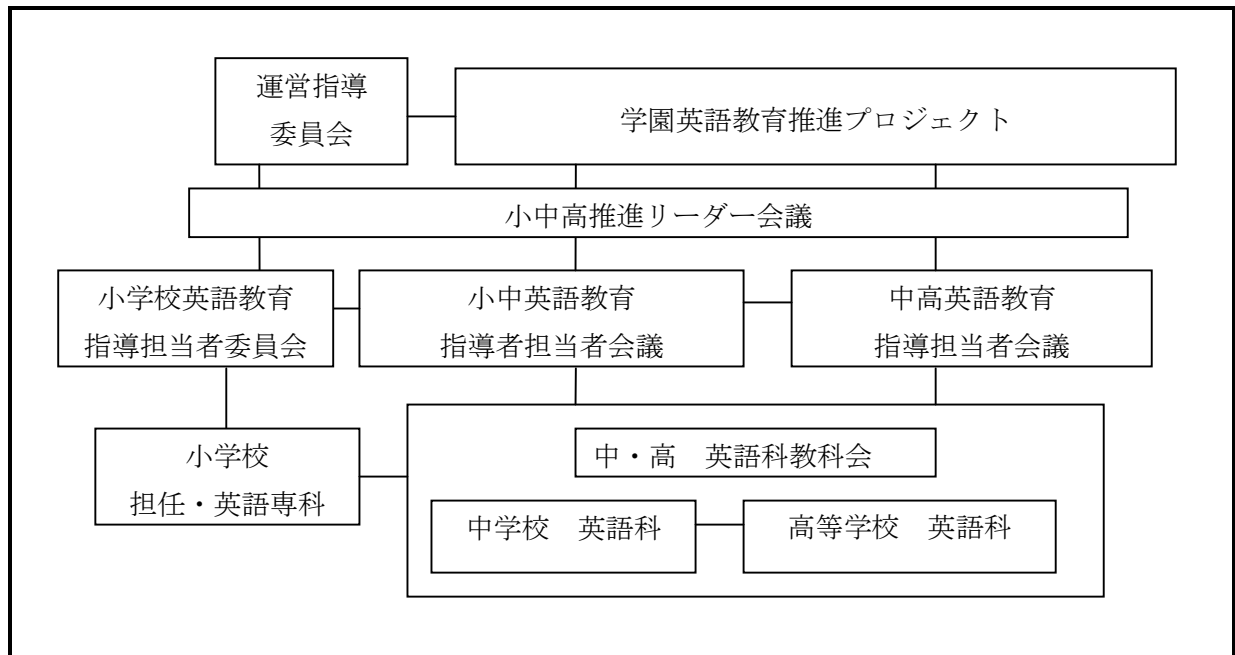 運営指導
委員会
学園英語教育推進プロジェクト
小中高推進リーダー会議
小学校英語教育
指導担当者委員会
小中英語教育
指導者担当者会議
中高英語教育
指導担当者会議
小学校
担任・英語専科
中・高　英語科教科会
中学校　英語科
高等学校　英語科